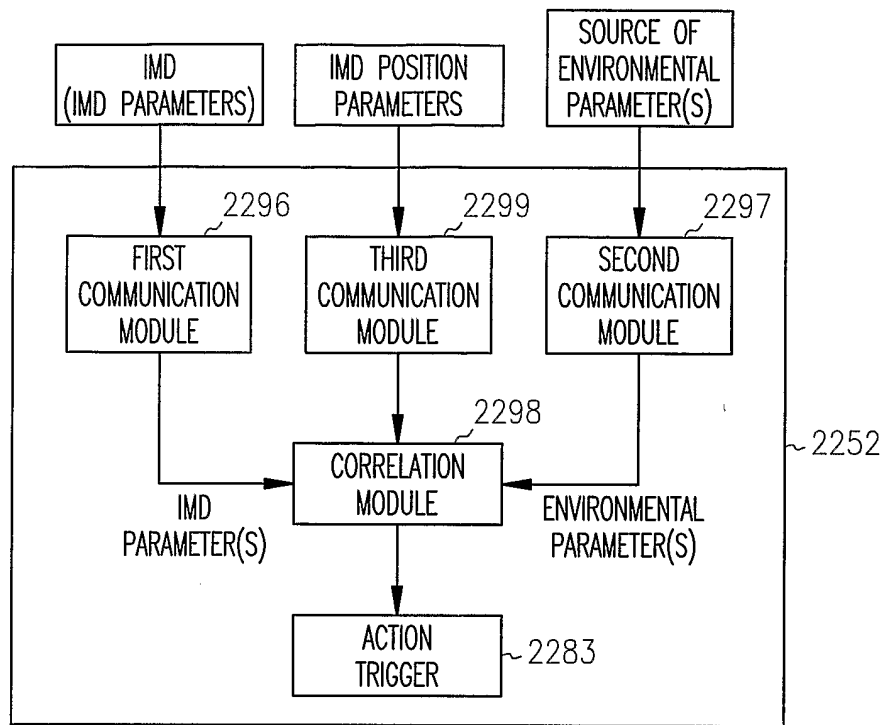 IMD
(IMD PARAMETERS)
IMD POSITION
PARAMETERS
SOURCE OF
ENVIRONMENTAL
PARAMETER(S)
2296
FIRST
COMMUNICATION
MODULE
2299
THIRD
COMMUNICATION
MODULE
2297
SECOND
COMMUNICATION
MODULE
2298
CORRELATION
MODULE
2252
IMD
PARAMETER(S)
ENVIRONMENTAL
PARAMETER(S)
ACTION
TRIGGER
2283